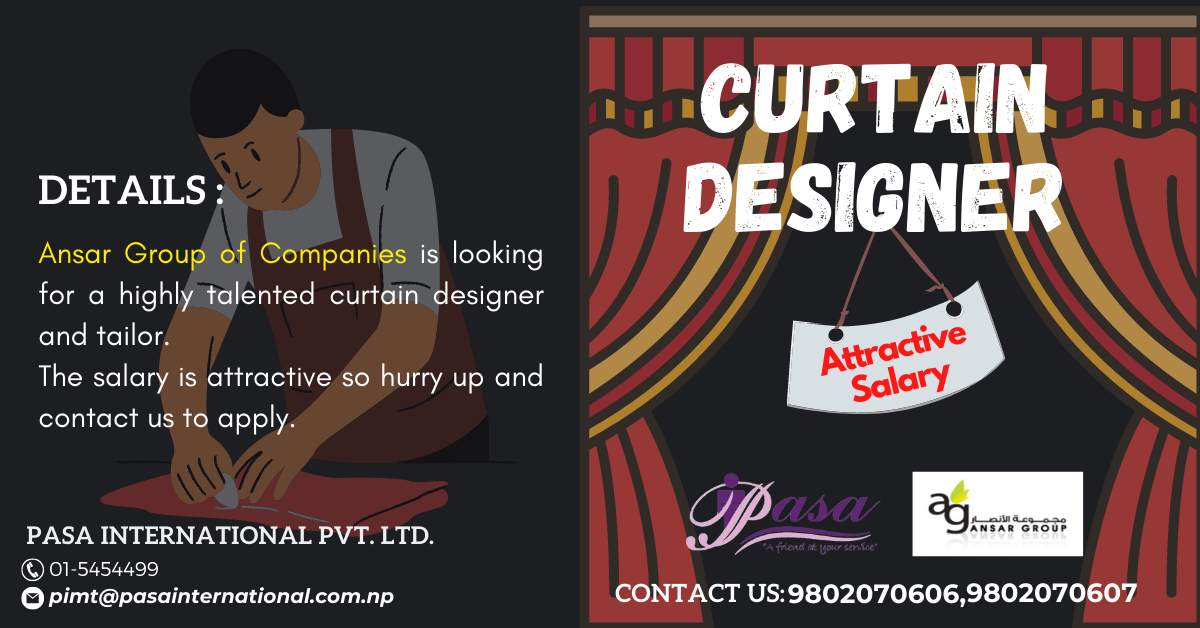 DETAILS :
Ansar Group of Companies is looking
for a highly talented curtain designer
and tailor.
The salary is attractive so hurry up and
contact us to apply.
PASA INTERNATIONAL PVT. LTD.
01-5454499
pimt@pasainternational.com.np
CURTAIN
DESIGNER
Attractive
Salary
Pasa
"A friend at your service"
ag
مجموعة الأنصار
ANSAR GROUP
CONTACT US:9802070606,9802070607